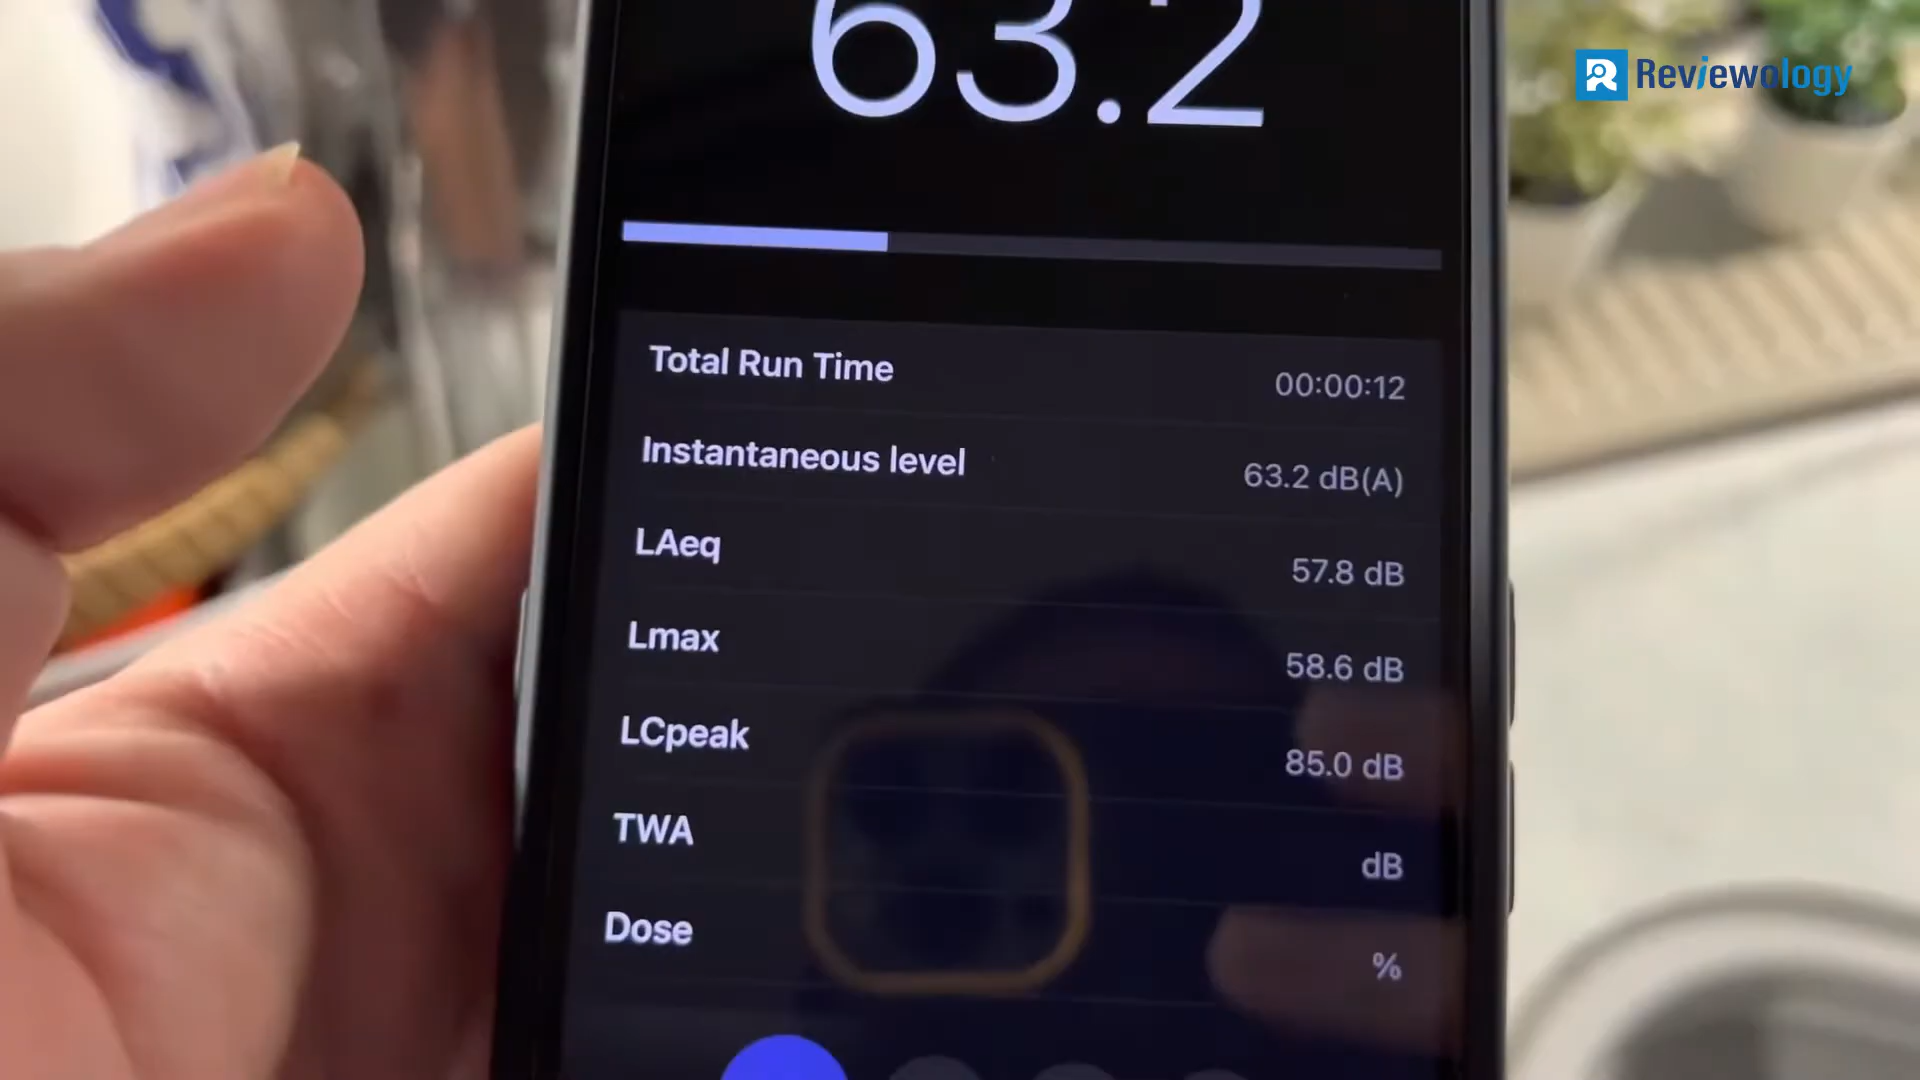 63.2
Reviewology
Total Run Time 00:00:12
Instantaneous level 63.2 dB(A)
LAeq 57.8 dB
Lmax 58.6 dB
LCpeak 85.0 dB
TWA dB
Dose %